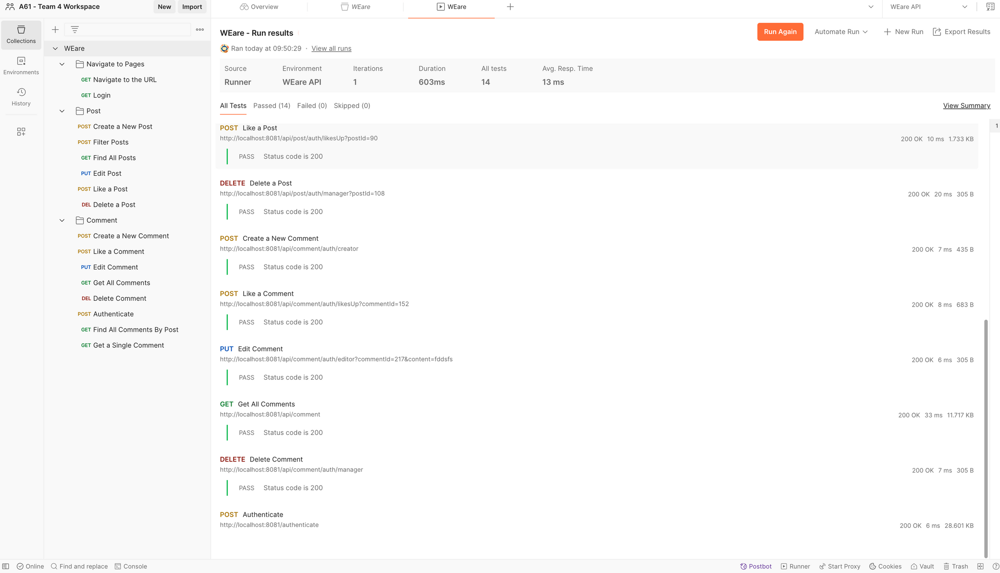 A61 - Team 4 Workspace
New
Import
Overview
WEare
WEare
WEare API
Collections
Environments
History
WEare
Navigate to Pages
GET Navigate to the URL
GET Login
Post
POST Create a New Post
POST Filter Posts
GET Find All Posts
PUT Edit Post
POST Like a Post
DEL Delete a Post
Comment
POST Create a New Comment
POST Like a Comment
PUT Edit Comment
GET Get All Comments
DEL Delete Comment
POST Authenticate
GET Find All Comments By Post
GET Get a Single Comment
WEare - Run results
Run Again
Automate Run
New Run
Export Results
Ran today at 09:50:29 · View all runs
Source Environment Iterations Duration All tests Avg. Resp. Time
Runner WEare API 1 603ms 14 13 ms
All Tests Passed (14) Failed (0) Skipped (0) View Summary
1
POST Like a Post
http://localhost:8081/api/post/auth/likesUp?postId=90
200 OK 10 ms 1.733 KB
PASS Status code is 200
DELETE Delete a Post
http://localhost:8081/api/post/auth/manager?postId=108
200 OK 20 ms 305 B
PASS Status code is 200
POST Create a New Comment
http://localhost:8081/api/comment/auth/creator
200 OK 7 ms 435 B
PASS Status code is 200
POST Like a Comment
http://localhost:8081/api/comment/auth/likesUp?commentId=152
200 OK 8 ms 683 B
PASS Status code is 200
PUT Edit Comment
http://localhost:8081/api/comment/auth/editor?commentId=217&content=fddsfs
200 OK 6 ms 305 B
PASS Status code is 200
GET Get All Comments
http://localhost:8081/api/comment
200 OK 33 ms 11.717 KB
PASS Status code is 200
DELETE Delete Comment
http://localhost:8081/api/comment/auth/manager
200 OK 7 ms 305 B
PASS Status code is 200
POST Authenticate
http://localhost:8081/authenticate
200 OK 6 ms 28.601 KB
Online Find and replace Console Postbot Runner Start Proxy Cookies Vault Trash